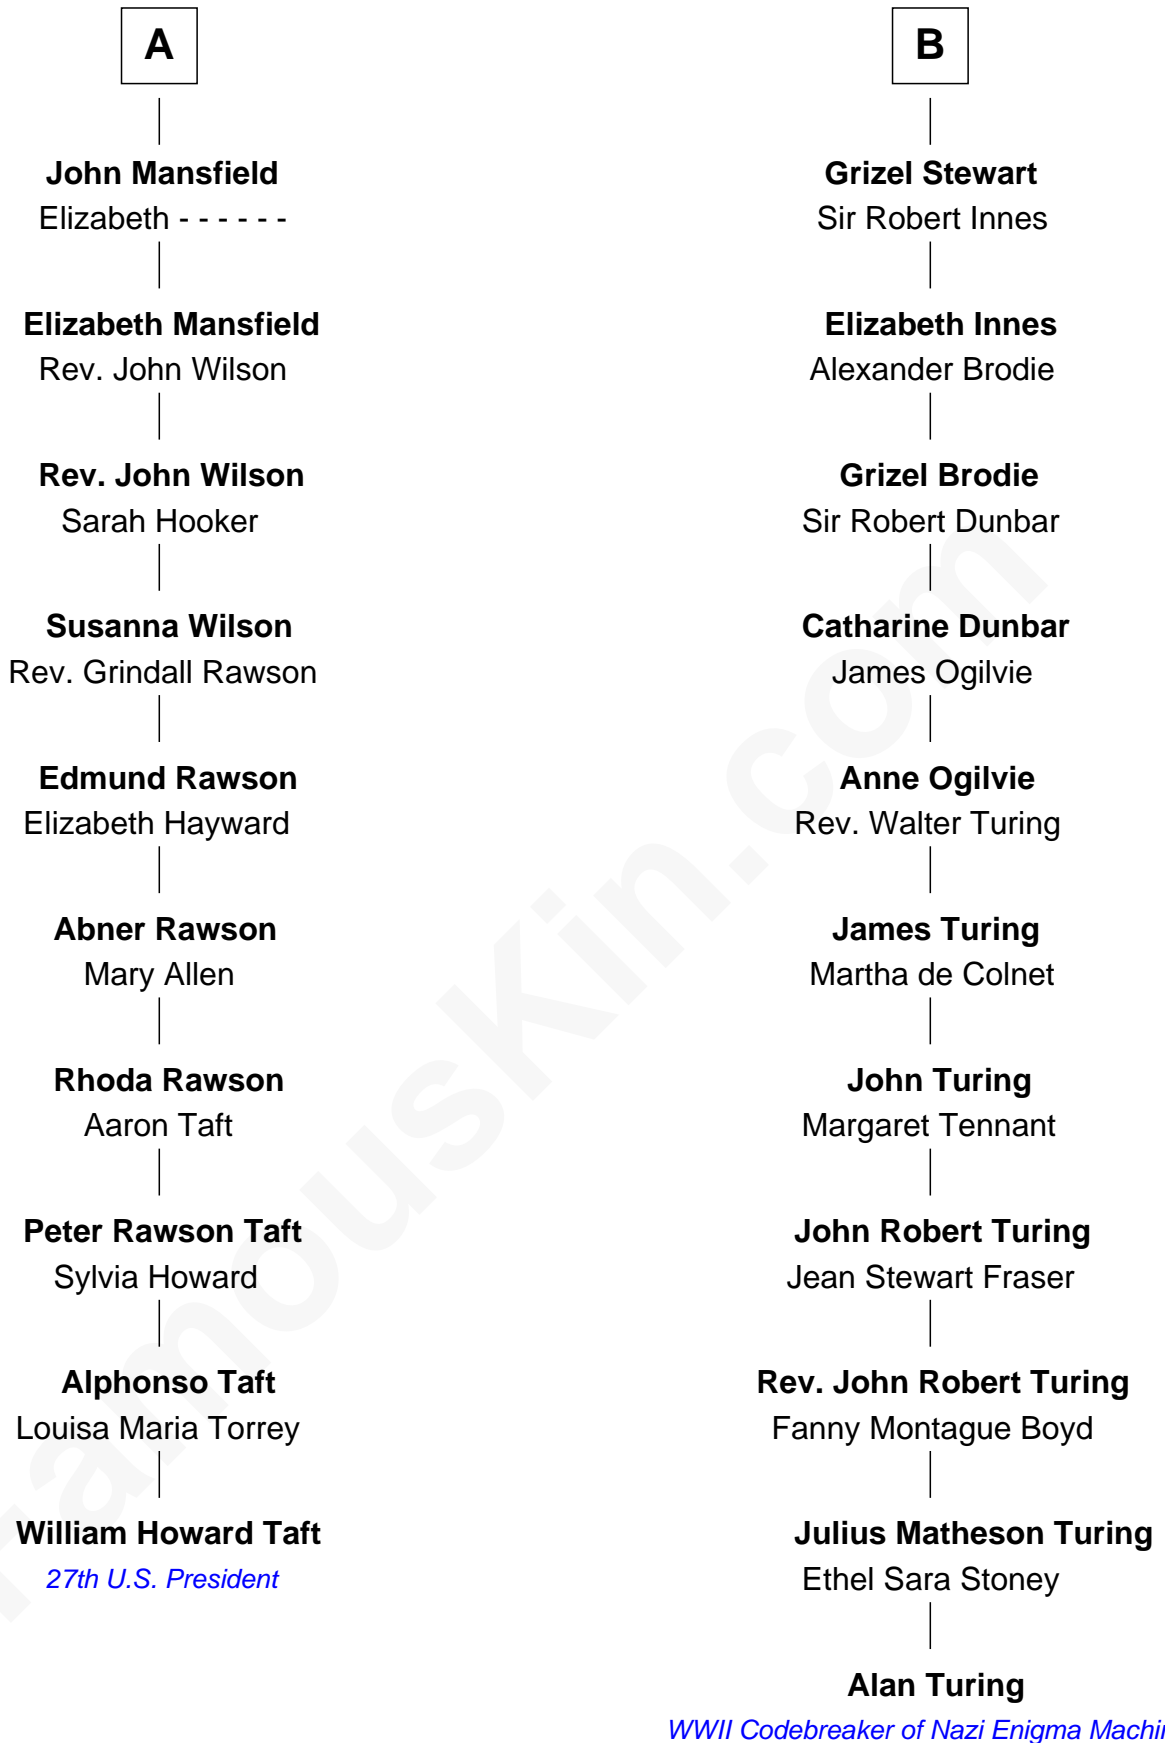 A
John Mansfield
Elizabeth - - - - - -
Elizabeth Mansfield
Rev. John Wilson
Rev. John Wilson
Sarah Hooker
Susanna Wilson
Rev. Grindall Rawson
Edmund Rawson
Elizabeth Hayward
Abner Rawson
Mary Allen
Rhoda Rawson
Aaron Taft
Peter Rawson Taft
Sylvia Howard
Alphonso Taft
Louisa Maria Torrey
William Howard Taft
27th U.S. President
B
Grizel Stewart
Sir Robert Innes
Elizabeth Innes
Alexander Brodie
Grizel Brodie
Sir Robert Dunbar
Catharine Dunbar
James Ogilvie
Anne Ogilvie
Rev. Walter Turing
James Turing
Martha de Colnet
John Turing
Margaret Tennant
John Robert Turing
Jean Stewart Fraser
Rev. John Robert Turing
Fanny Montague Boyd
Julius Matheson Turing
Ethel Sara Stoney
Alan Turing
WWII Codebreaker of Nazi Enigma Machin
FamousKin.com